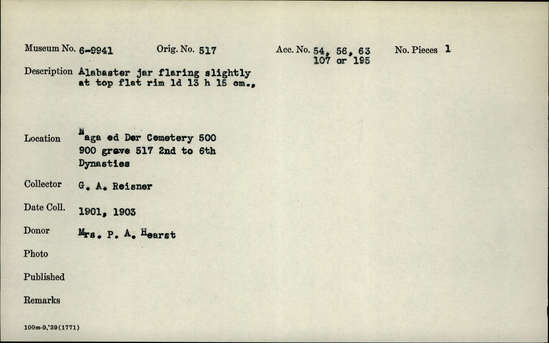 Museum No. 6-9941 Orig. No. 517 Acc. No. 54, 56, 63 No. Pieces 1
107 or 195
Description Alabaster jar flaring slightly
at top flat rim 1d 13 h 15 cm.,
Location Naga ed Der Cemetery 500
900 grave 517 2nd to 6th
Dynasties
Collector G. A. Reisner
Date Coll. 1901, 1903
Donor Mrs. P. A. Hearst
Photo
Published
Remarks
100m-9,'39(1771)